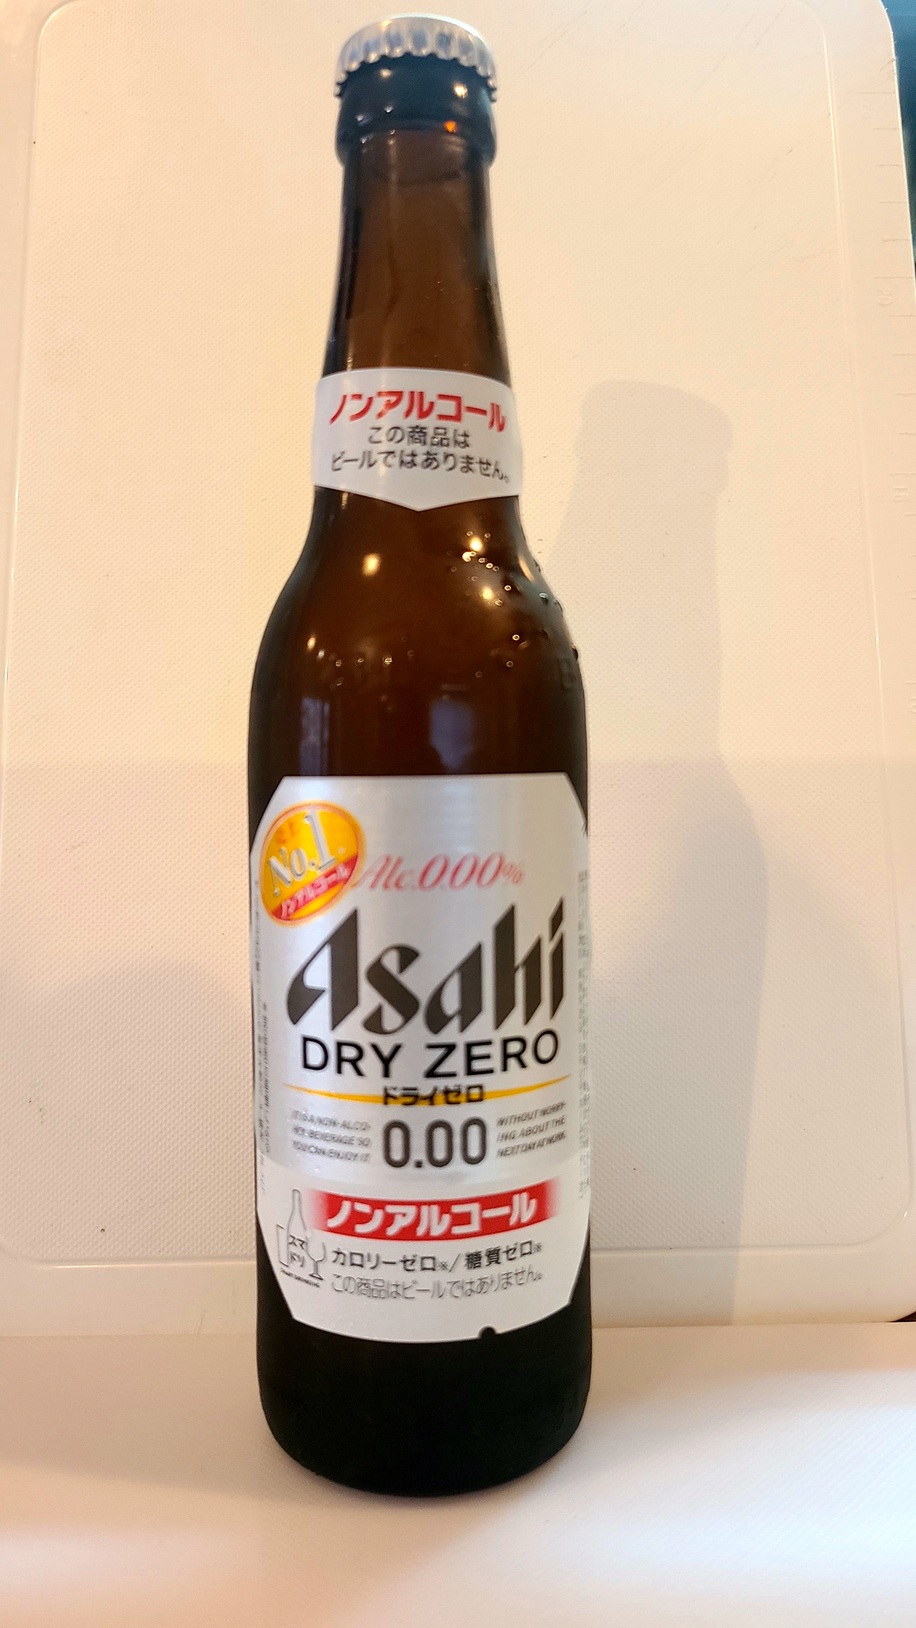 ノンアルコール
この商品は
ビールではありません。
No.1
ノンアルコール
Alc.0.00%
Asahi
DRY ZERO
ドライゼロ
IT IS A NON-ALCO-
HOLIC BEVERAGE SO
YOU CAN ENJOY IT
0.00
WITHOUT WORRY-
ING ABOUT THE
NEXT DAY AT WORK.
ノンアルコール
スマ
ドリ
カロリーゼロ※/糖質ゼロ※
この商品はビールではありません。